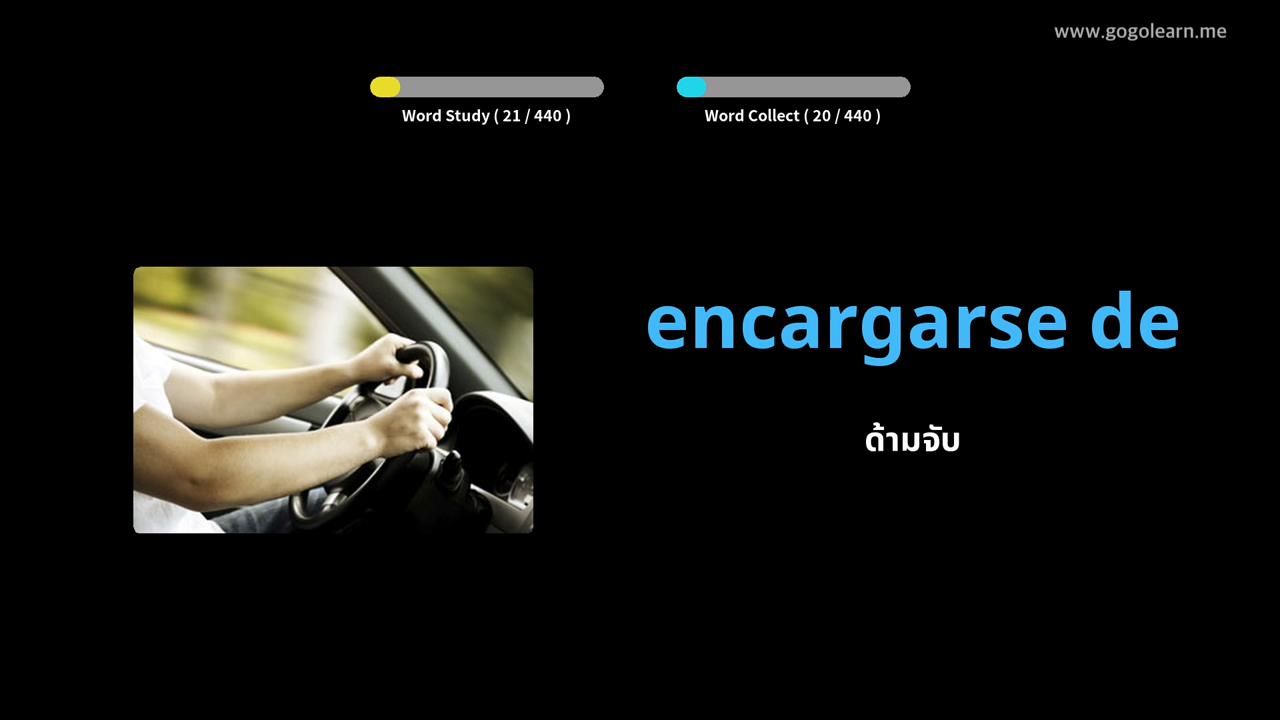 www.gogolearn.me
Word Study ( 21 / 440 )
Word Collect ( 20 / 440 )
encargarse de
ด้ามจับ